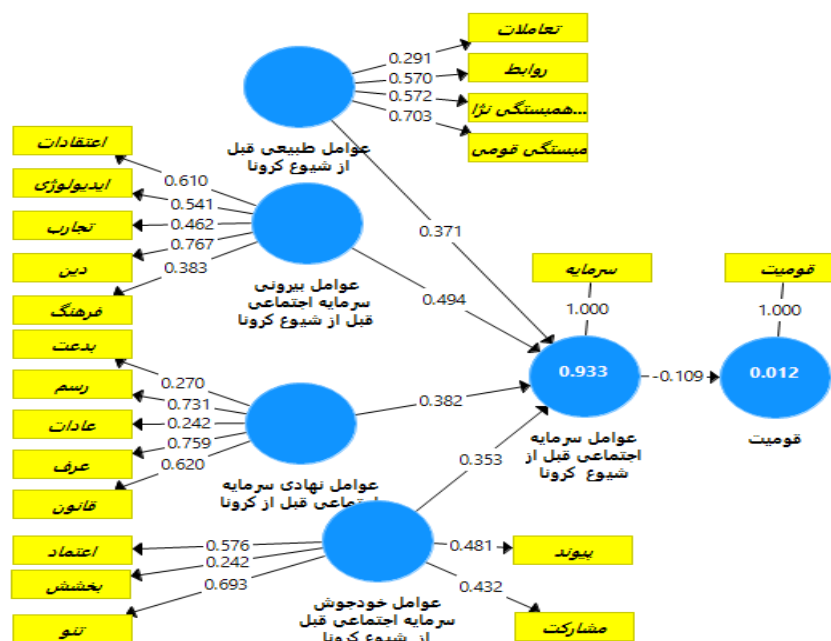 تعاملات
0.291
روابط
0.570
همبستگی نژا...
0.572
مبستگی قومی
0.703
عوامل طبیعی قبل
از شیوع کرونا
0.371
اعتقادات
0.610
ایدیولوژی
0.541
تجارب
0.462
دین
0.767
فرهنگ
0.383
عوامل بیرونی
سرمایه اجتماعی
قبل از شیوع کرونا
0.494
سرمایه
1.000
قومیت
1.000
0.933
-0.109
0.012
عوامل سرمایه
اجتماعی قبل از
شیوع کرونا
قومیت
بدعت
0.270
رسم
0.731
عادات
0.242
عرف
0.759
قانون
0.620
0.382
عوامل نهادی سرمایه
اجتماعی قبل از کرونا
0.353
اعتماد
0.576
بخشش
0.242
تنو
0.693
0.481
پیوند
0.432
مشارکت
عوامل خودجوش
سرمایه اجتماعی قبل
از شیوع کرونا